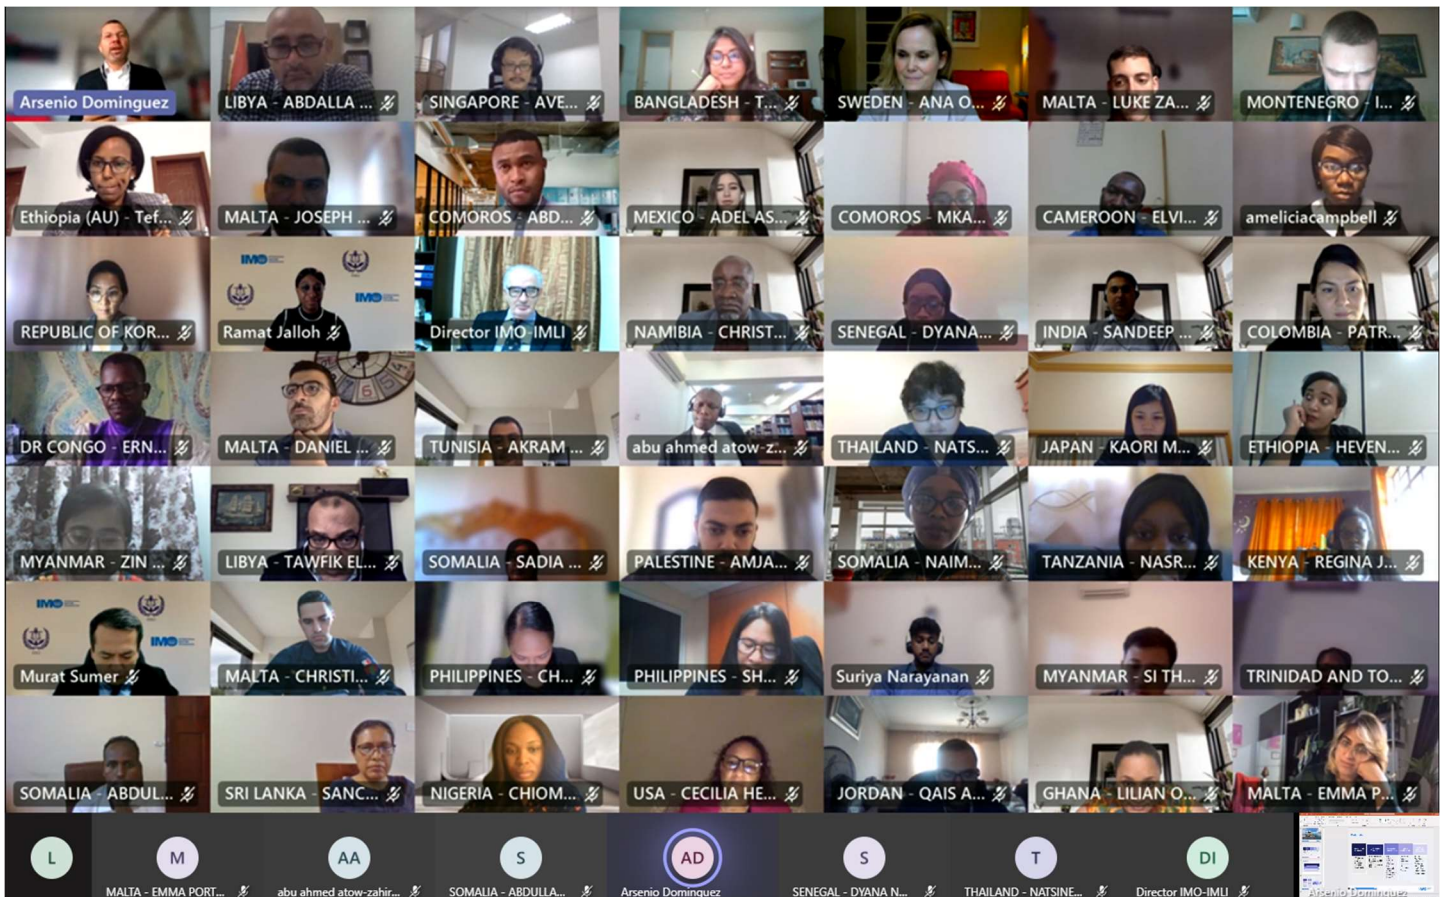 Arsenio Dominguez
LIBYA - ABDALLA ...
SINGAPORE - AVE...
BANGLADESH - T...
SWEDEN - ANA O...
MALTA - LUKE ZA...
MONTENEGRO - I...
Ethiopia (AU) - Tef...
MALTA - JOSEPH ...
COMOROS - ABD...
MEXICO - ADEL AS...
COMOROS - MKA...
CAMEROON - ELVI...
ameliciacampbell
REPUBLIC OF KOR...
IMO
IMO
Ramat Jalloh
Director IMO-IMLI
NAMIBIA - CHRIST...
SENEGAL - DYANA...
INDIA - SANDEEP ...
COLOMBIA - PATR...
DR CONGO - ERN...
MALTA - DANIEL ...
TUNISIA - AKRAM ...
abu ahmed atow-z...
THAILAND - NATS...
JAPAN - KAORI M...
ETHIOPIA - HEVEN...
MYANMAR - ZIN ...
LIBYA - TAWFIK EL...
SOMALIA - SADIA ...
PALESTINE - AMJA...
SOMALIA - NAIM...
TANZANIA - NASR...
KENYA - REGINA J...
IMO
IMO
Murat Sumer
MALTA - CHRISTI...
PHILIPPINES - CH...
PHILIPPINES - SH...
Suriya Narayanan
MYANMAR - SI TH...
TRINIDAD AND TO...
SOMALIA - ABDUL...
SRI LANKA - SANC...
NIGERIA - CHIOM...
USA - CECILIA HE...
JORDAN - QAIS A...
GHANA - LILIAN O...
MALTA - EMMA P...
L
M
MALTA - EMMA PORT...
AA
abu ahmed atow-zahir...
S
SOMALIA - ABDULLA...
AD
Arsenio Dominguez
S
SENEGAL - DYANA N...
T
THAILAND - NATSINE...
DI
Director IMO-IMLI
Arsenio Dominguez